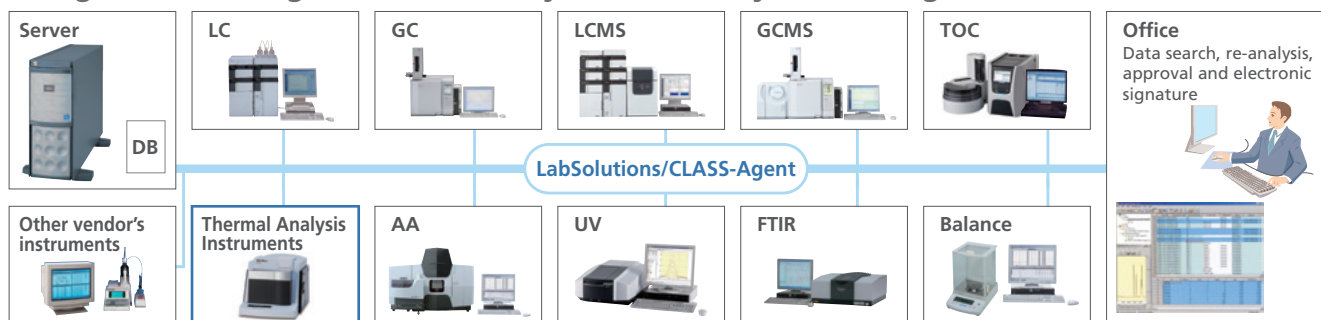 Server
DB
LC
GC
LCMS
GCMS
TOC
Office
Data search, re-analysis,
approval and electronic
signature
LabSolutions/CLASS-Agent
Other vendor's
instruments
Thermal Analysis
Instruments
AA
UV
FTIR
Balance